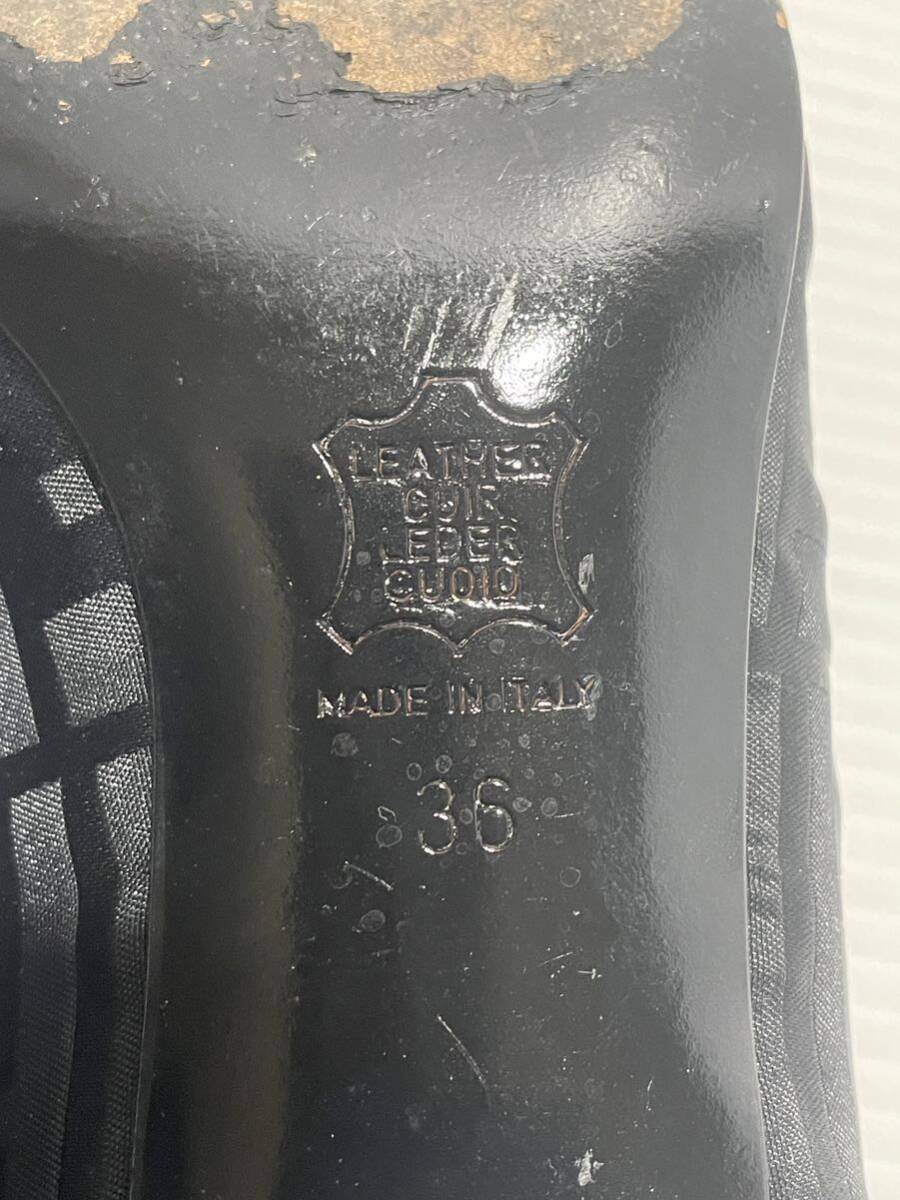 LEATHER
CUIR
LEDER
CUOIO
MADE IN ITALY
36